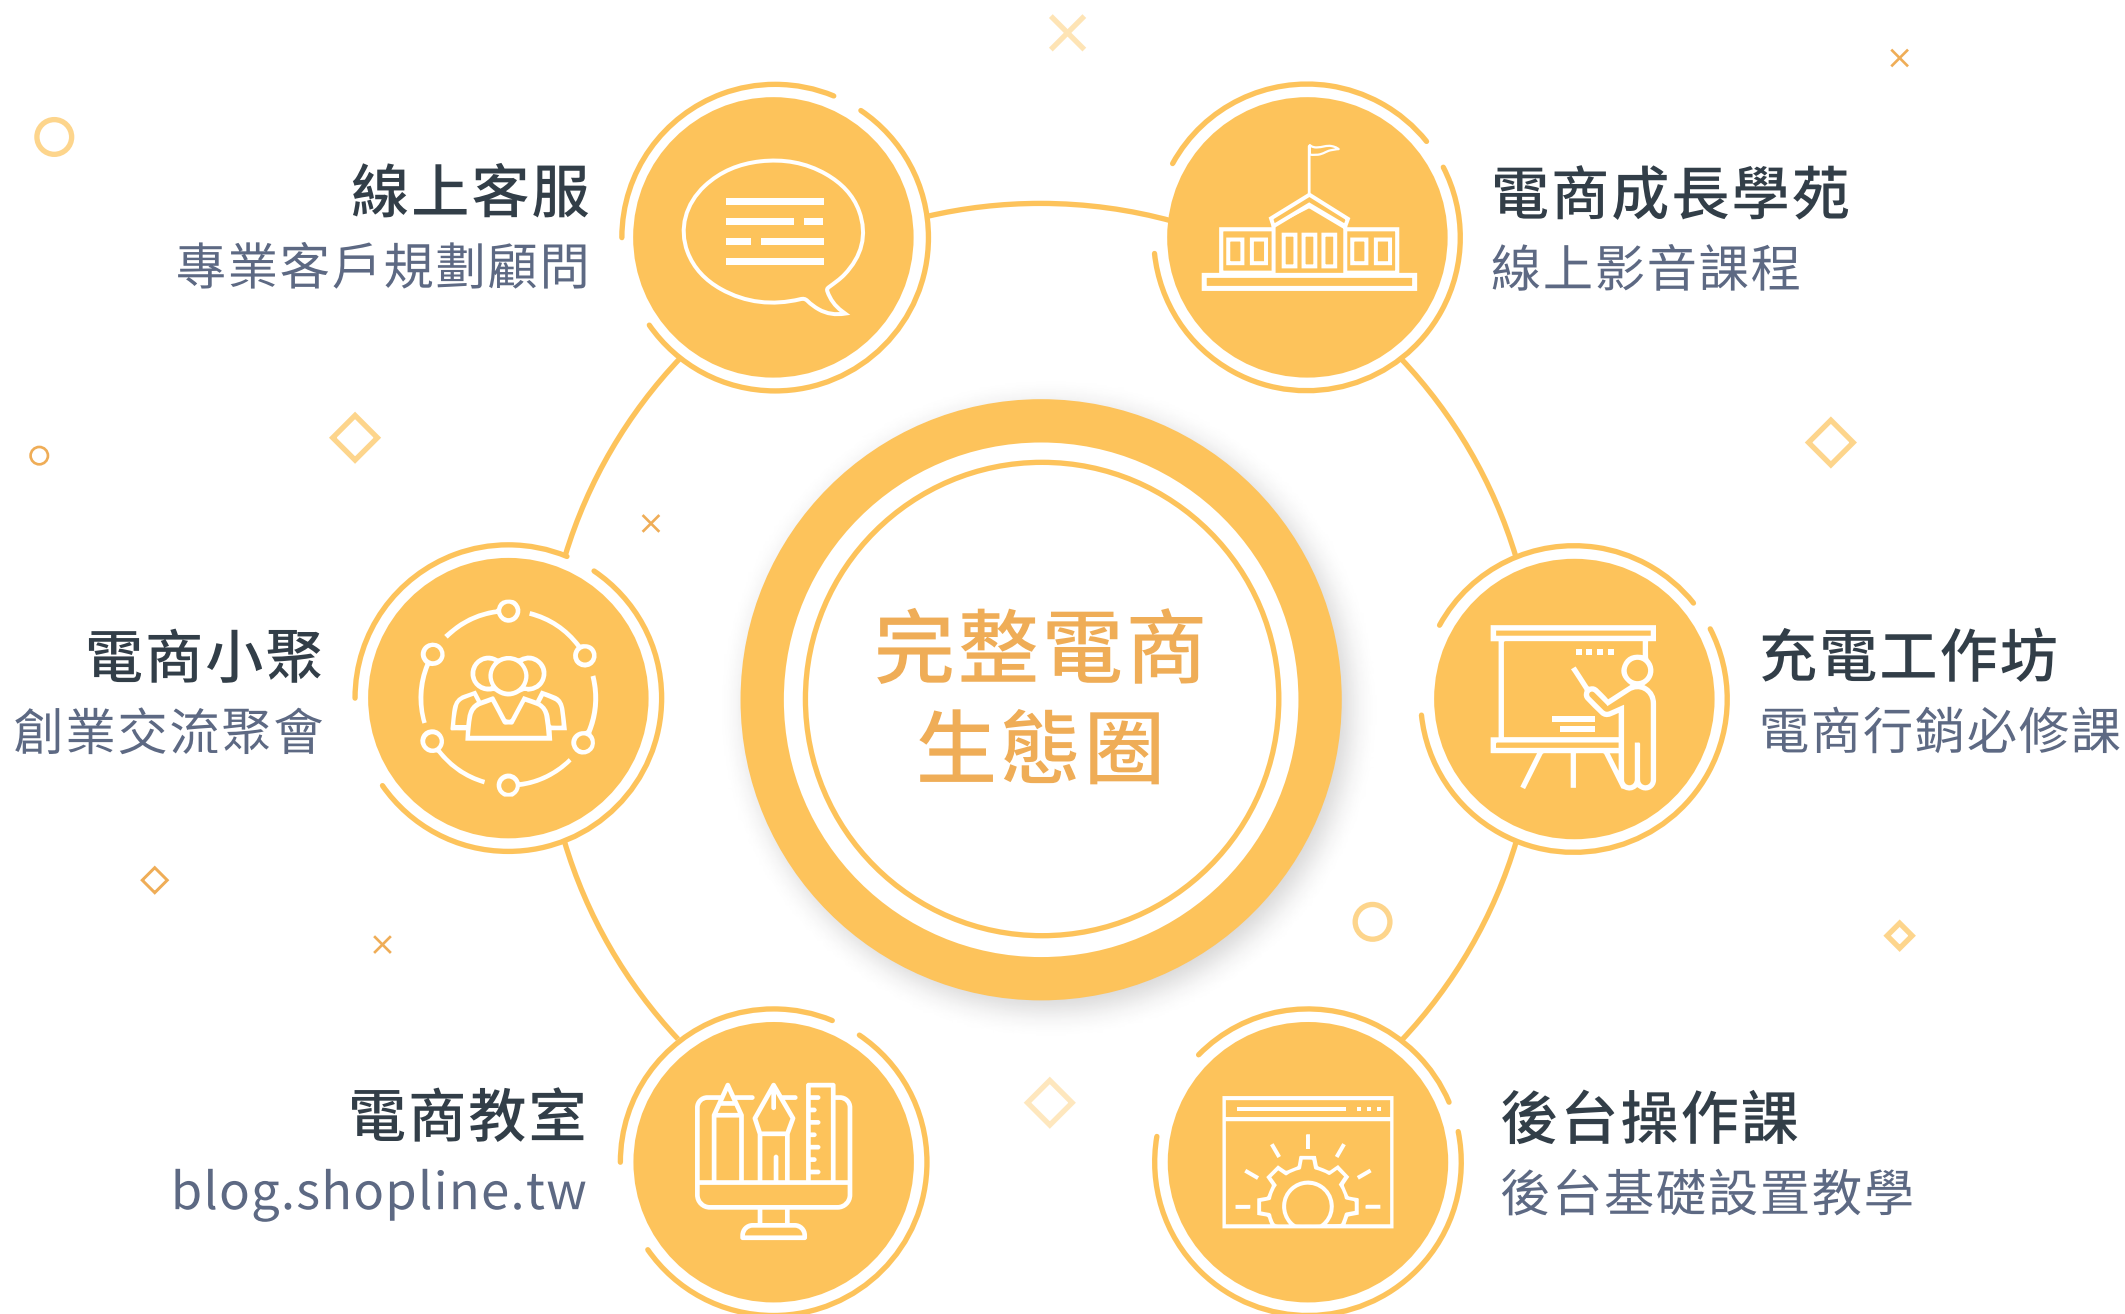 線上客服
專業客戶規劃顧問
電商成長學苑
線上影音課程
完整電商
生態圈
電商小聚
創業交流聚會
充電工作坊
電商行銷必修課
電商教室
blog.shopline.tw
後台操作課
後台基礎設置教學